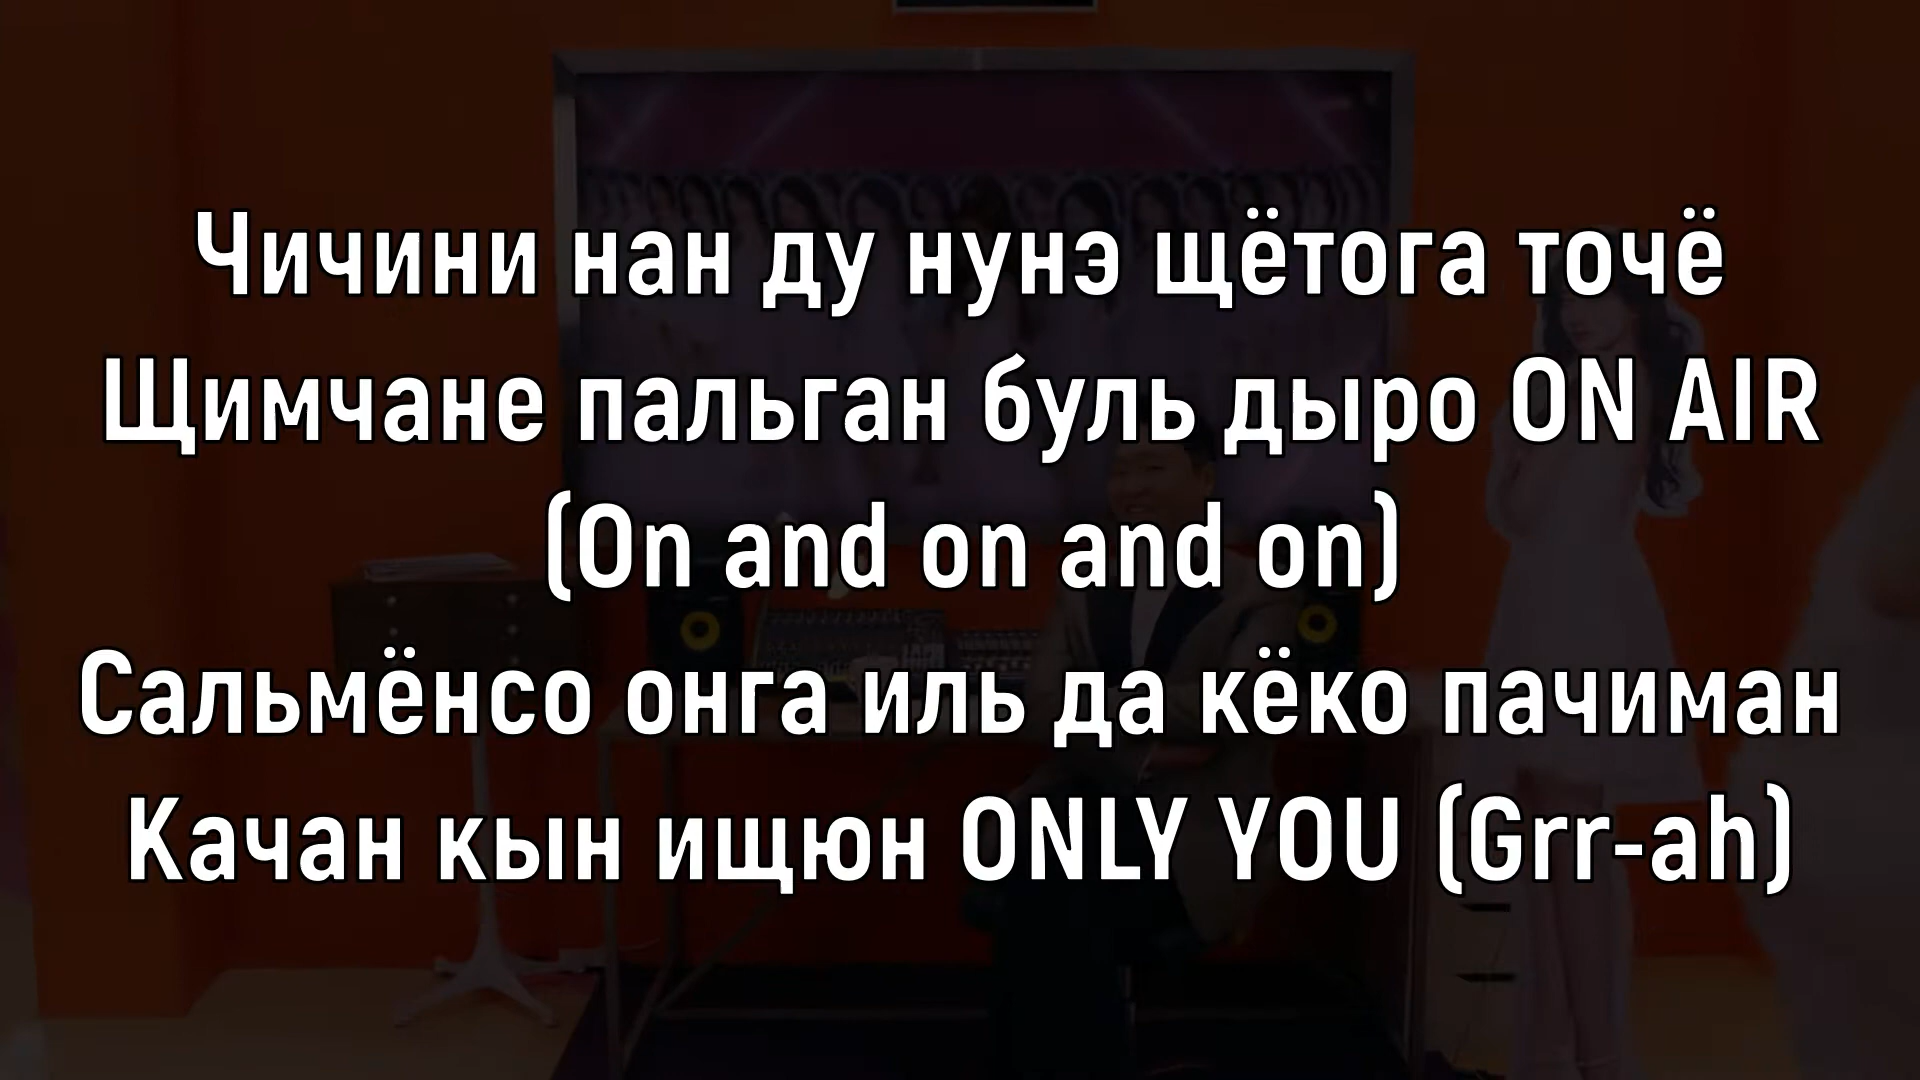 Чичини нан ду нунэ щётога точё
Щимчане пальган буль дыро ON AIR
(On and on and on)
Сальмёнсо онга иль да кёко пачиман
Качан кын ищюн ONLY YOU (Grr-ah)